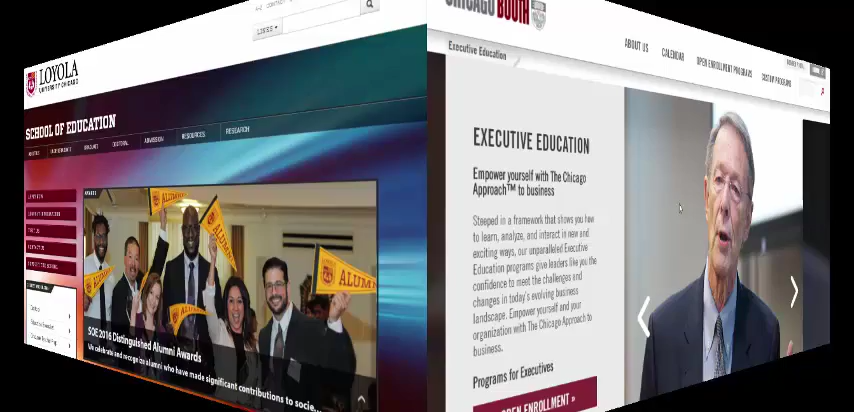 LOYOLA
UNIVERSITY CHICAGO
SCHOOL OF EDUCATION
DOCTORAL
ADMISSION
RESOURCES
RESEARCH
ALUMNI
ALUMNI
ALUMNI
SOE 2016 Distinguished Alumni Awards
We celebrate and recognize alumni who have made significant contributions to socie...
CHICAGO BOOTH
Executive Education
ABOUT US
CALENDAR
OPEN ENROLLMENT PROGRAMS
CUSTOM PROGRAMS
EXECUTIVE EDUCATION
Empower yourself with The Chicago
Approach™ to business
Steeped in a framework that shows you how
to learn, analyze, and interact in new and
exciting ways, our unparalleled Executive
Education programs give leaders like you the
confidence to meet the challenges and
changes in today's evolving business
landscape. Empower yourself and your
organization with The Chicago Approach to
business.
Programs for Executives
OPEN ENROLLMENT »